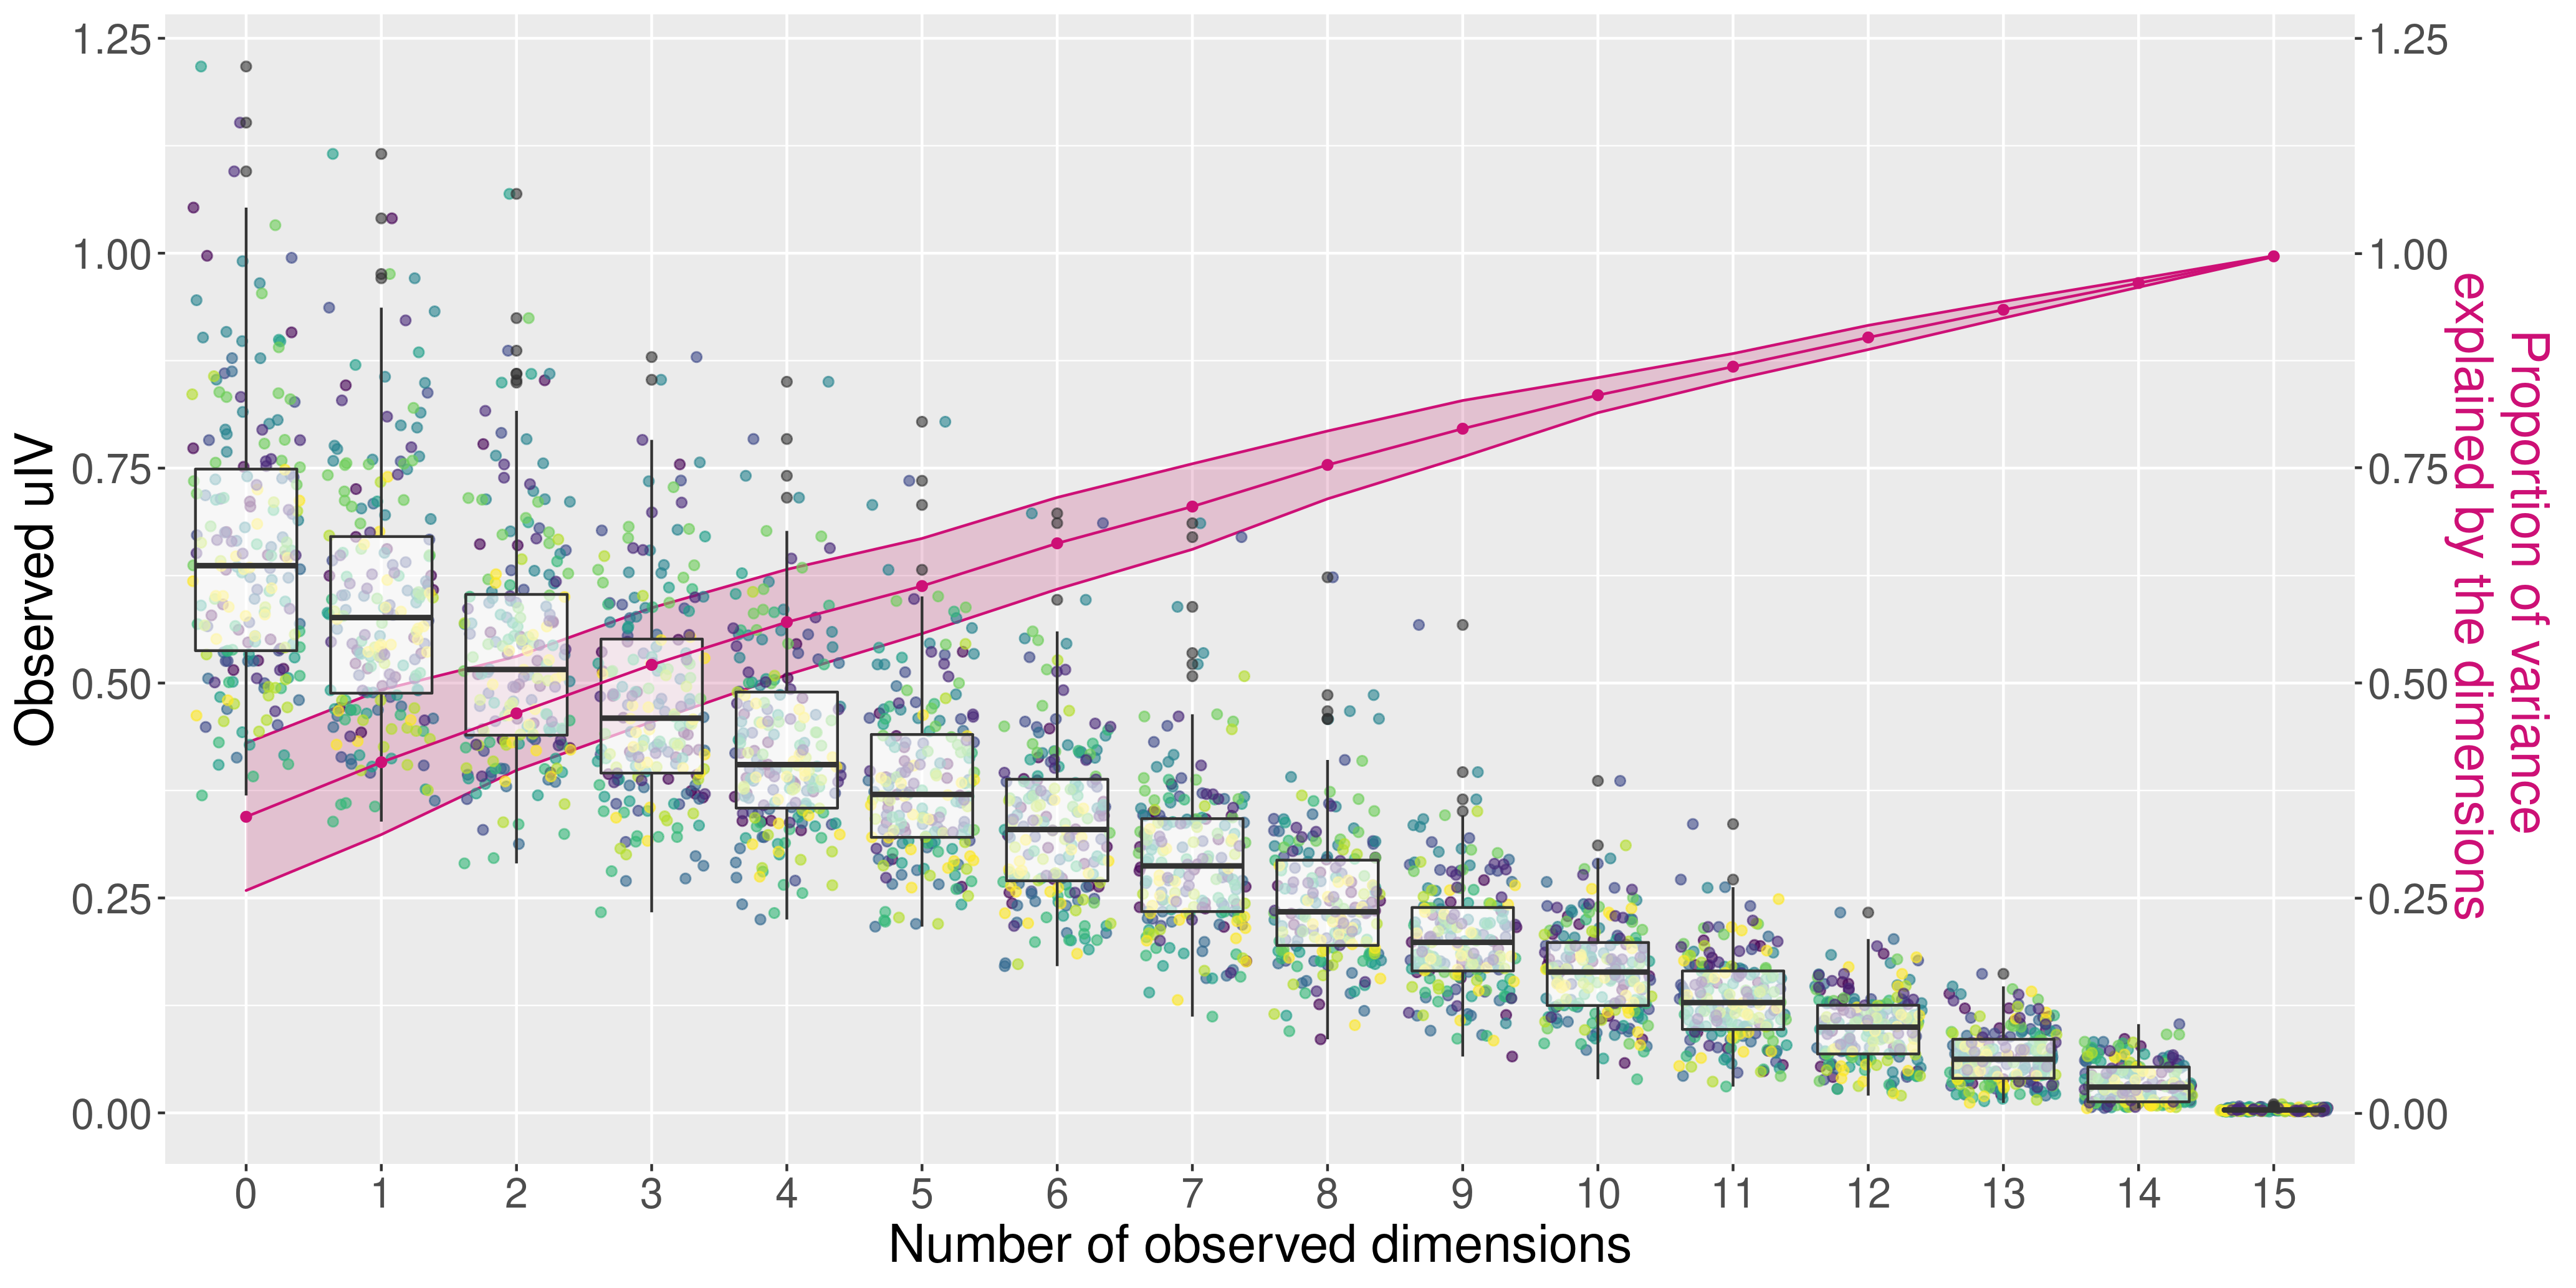 1.25
1.00
0.75
0.50
0.25
0.00
Observed uIV
1.25
1.00
0.75
0.50
0.25
0.00
Proportion of variance
explained by the dimensions
0 1 2 3 4 5 6 7 8 9 10 11 12 13 14 15
Number of observed dimensions